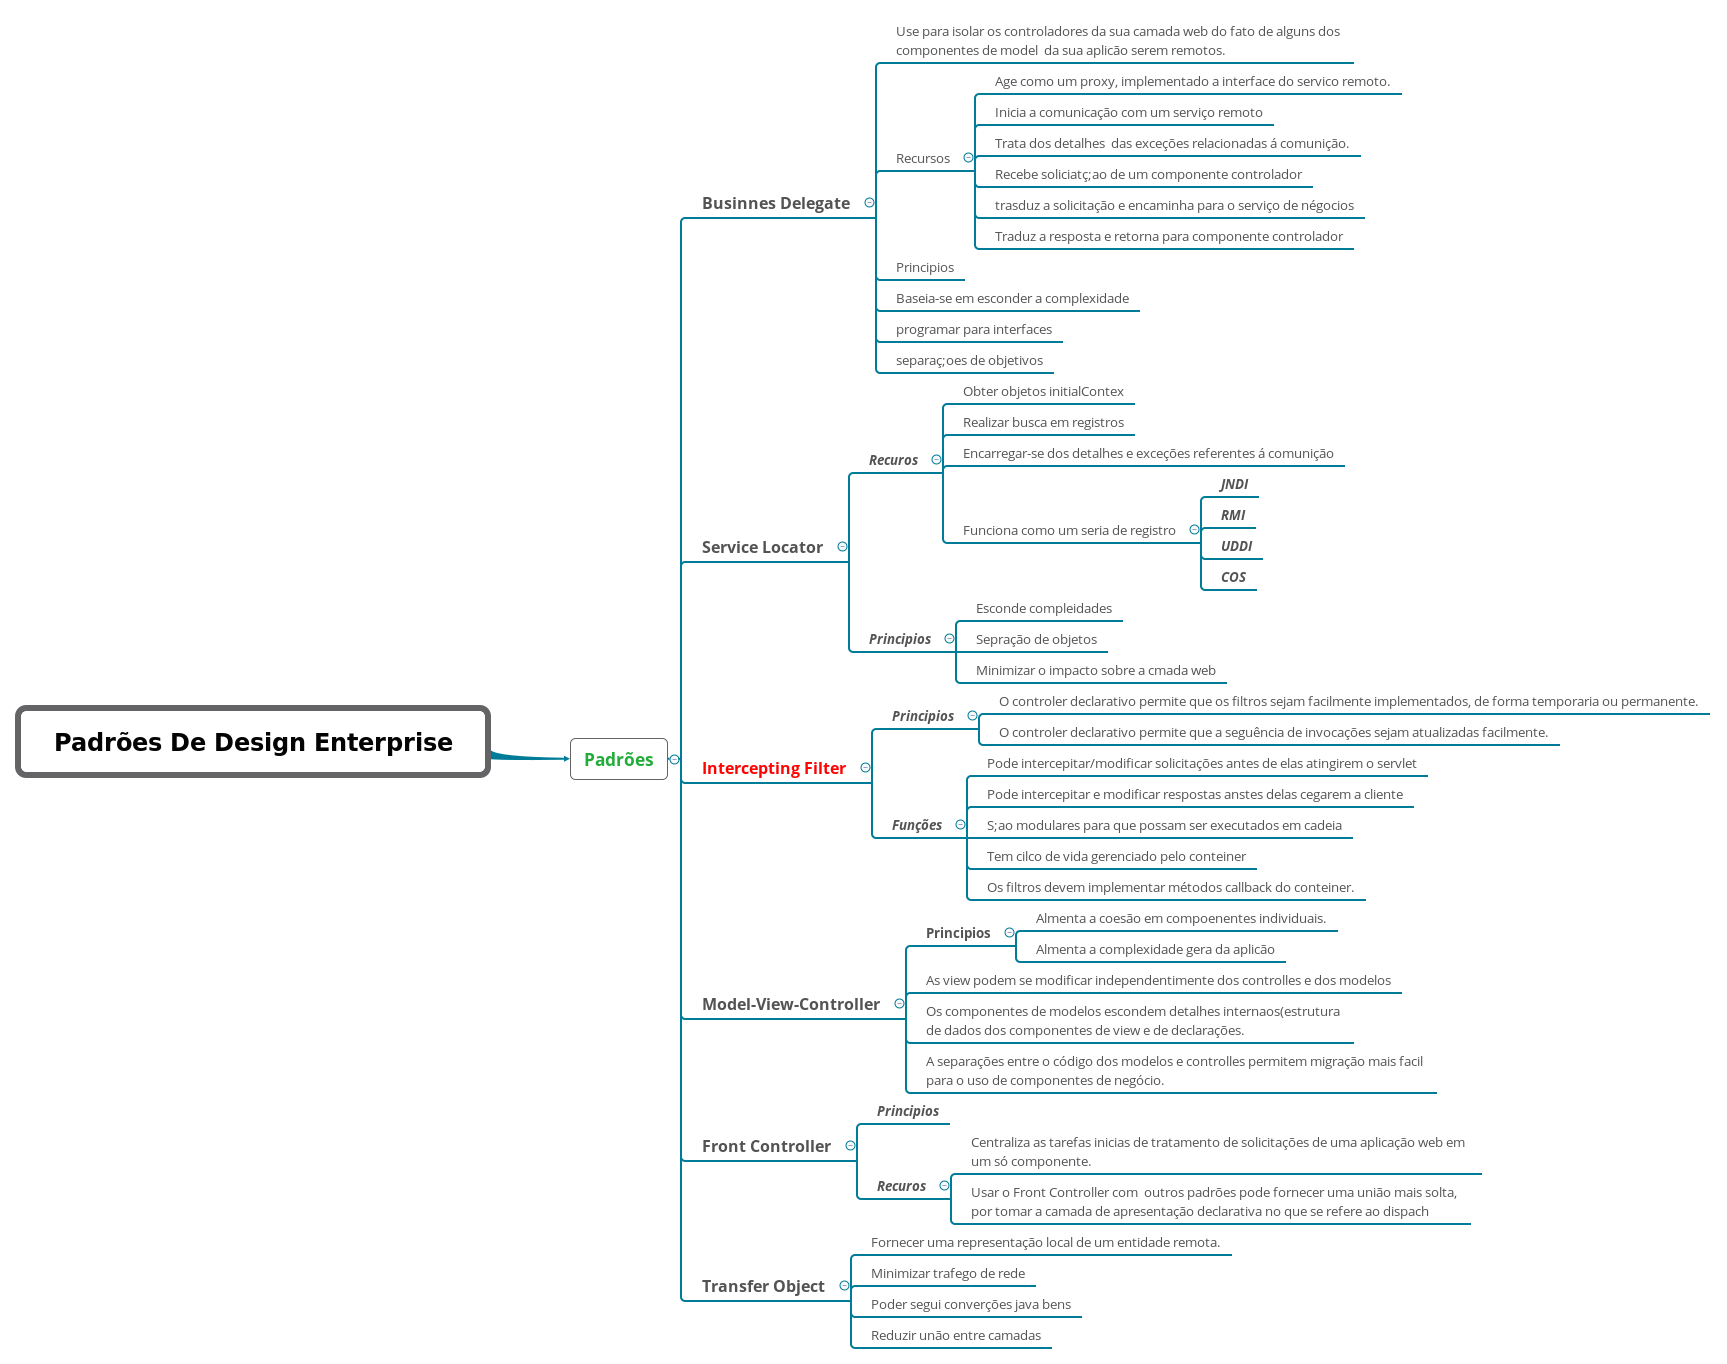 Padrões De Design Enterprise
Padrões
Businnes Delegate
Use para isolar os controladores da sua camada web do fato de alguns dos
componentes de model  da sua aplicão serem remotos.
Recursos
Age como um proxy, implementado a interface do servico remoto.
Inicia a comunicação com um serviço remoto
Trata dos detalhes  das exceções relacionadas á comunição.
Recebe soliciatç;ao de um componente controlador
trasduz a solicitação e encaminha para o serviço de négocios
Traduz a resposta e retorna para componente controlador
Principios
Baseia-se em esconder a complexidade
programar para interfaces
separaç;oes de objetivos
Service Locator
Recuros
Obter objetos initialContex
Realizar busca em registros
Encarregar-se dos detalhes e exceções referentes á comunição
Funciona como um seria de registro
JNDI
RMI
UDDI
COS
Principios
Esconde compleidades
Sepração de objetos
Minimizar o impacto sobre a cmada web
Intercepting Filter
Principios
O controler declarativo permite que os filtros sejam facilmente implementados, de forma temporaria ou permanente.
O controler declarativo permite que a seguência de invocações sejam atualizadas facilmente.
Funções
Pode intercepitar/modificar solicitações antes de elas atingirem o servlet
Pode intercepitar e modificar respostas anstes delas cegarem a cliente
S;ao modulares para que possam ser executados em cadeia
Tem cilco de vida gerenciado pelo conteiner
Os filtros devem implementar métodos callback do conteiner.
Model-View-Controller
Principios
Almenta a coesão em compoenentes individuais.
Almenta a complexidade gera da aplicão
As view podem se modificar independentimente dos controlles e dos modelos
Os componentes de modelos escondem detalhes internaos(estrutura
de dados dos componentes de view e de declarações.
A separações entre o código dos modelos e controlles permitem migração mais facil
para o uso de componentes de negócio.
Front Controller
Principios
Recuros
Centraliza as tarefas inicias de tratamento de solicitações de uma aplicação web em
um só componente.
Usar o Front Controller com  outros padrões pode fornecer uma união mais solta,
por tornar a camada de apresentação declarativa no que se refere ao dispach
Transfer Object
Fornecer uma representação local de um entidade remota.
Minimizar trafego de rede
Poder segui converções java bens
Reduzir unão entre camadas